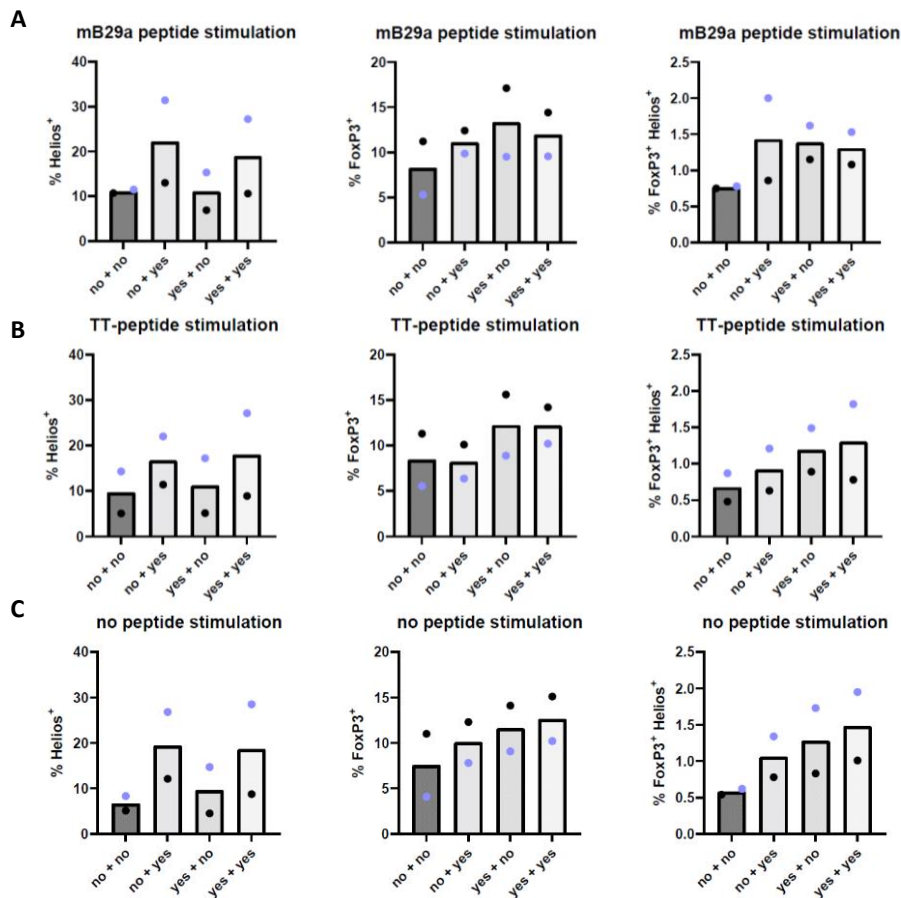 A
mB29a peptide stimulation
% Helios+
40
30
20
10
0
no + no
no + yes
yes + no
yes + yes
mB29a peptide stimulation
% FoxP3+
20
15
10
5
0
no + no
no + yes
yes + no
yes + yes
mB29a peptide stimulation
% FoxP3+ Helios+
2.5
2.0
1.5
1.0
0.5
0.0
no + no
no + yes
yes + no
yes + yes
B
TT-peptide stimulation
% Helios+
40
30
20
10
0
no + no
no + yes
yes + no
yes + yes
TT-peptide stimulation
% FoxP3+
20
15
10
5
0
no + no
no + yes
yes + no
yes + yes
TT-peptide stimulation
% FoxP3+ Helios+
2.5
2.0
1.5
1.0
0.5
0.0
no + no
no + yes
yes + no
yes + yes
C
no peptide stimulation
% Helios+
40
30
20
10
0
no + no
no + yes
yes + no
yes + yes
no peptide stimulation
% FoxP3+
20
15
10
5
0
no + no
no + yes
yes + no
yes + yes
no peptide stimulation
% FoxP3+ Helios+
2.5
2.0
1.5
1.0
0.5
0.0
no + no
no + yes
yes + no
yes + yes